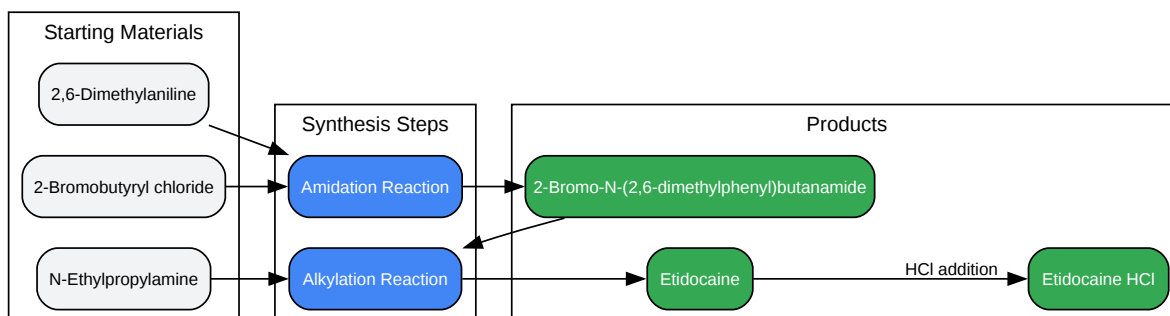 Starting Materials
2,6-Dimethylaniline
2-Bromobutyryl chloride
N-Ethylpropylamine
Synthesis Steps
Amidation Reaction
Alkylation Reaction
Products
2-Bromo-N-(2,6-dimethylphenyl)butanamide
Etidocaine
HCl addition
Etidocaine HCl